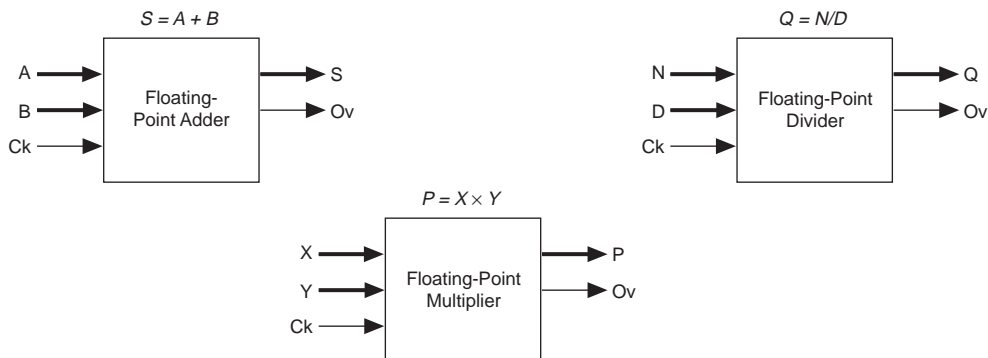 S = A + B
A
B
Ck
Floating-
Point Adder
S
Ov
Q = N/D
N
D
Ck
Floating-Point
Divider
Q
Ov
P = X × Y
X
Y
Ck
Floating-Point
Multiplier
P
Ov